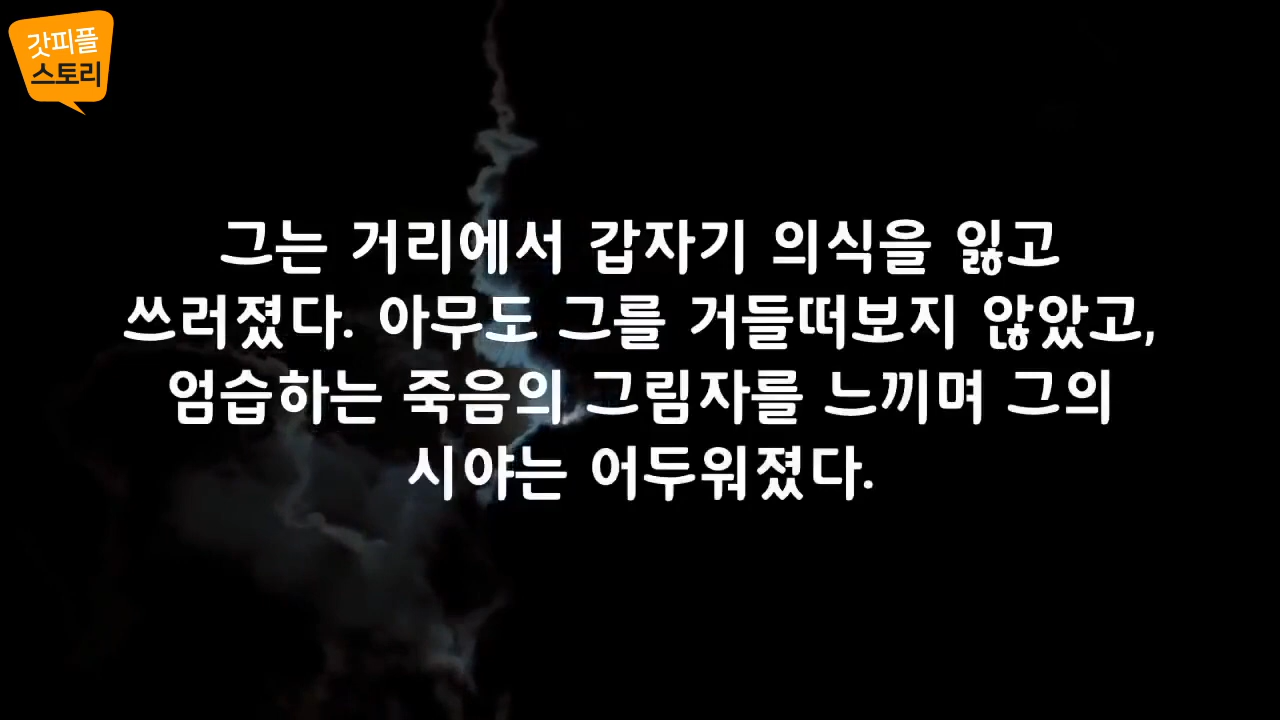 갓피플
스토리
그는 거리에서 갑자기 의식을 잃고
쓰러졌다. 아무도 그를 거들떠보지 않았고,
엄습하는 죽음의 그림자를 느끼며 그의
시야는 어두워졌다.